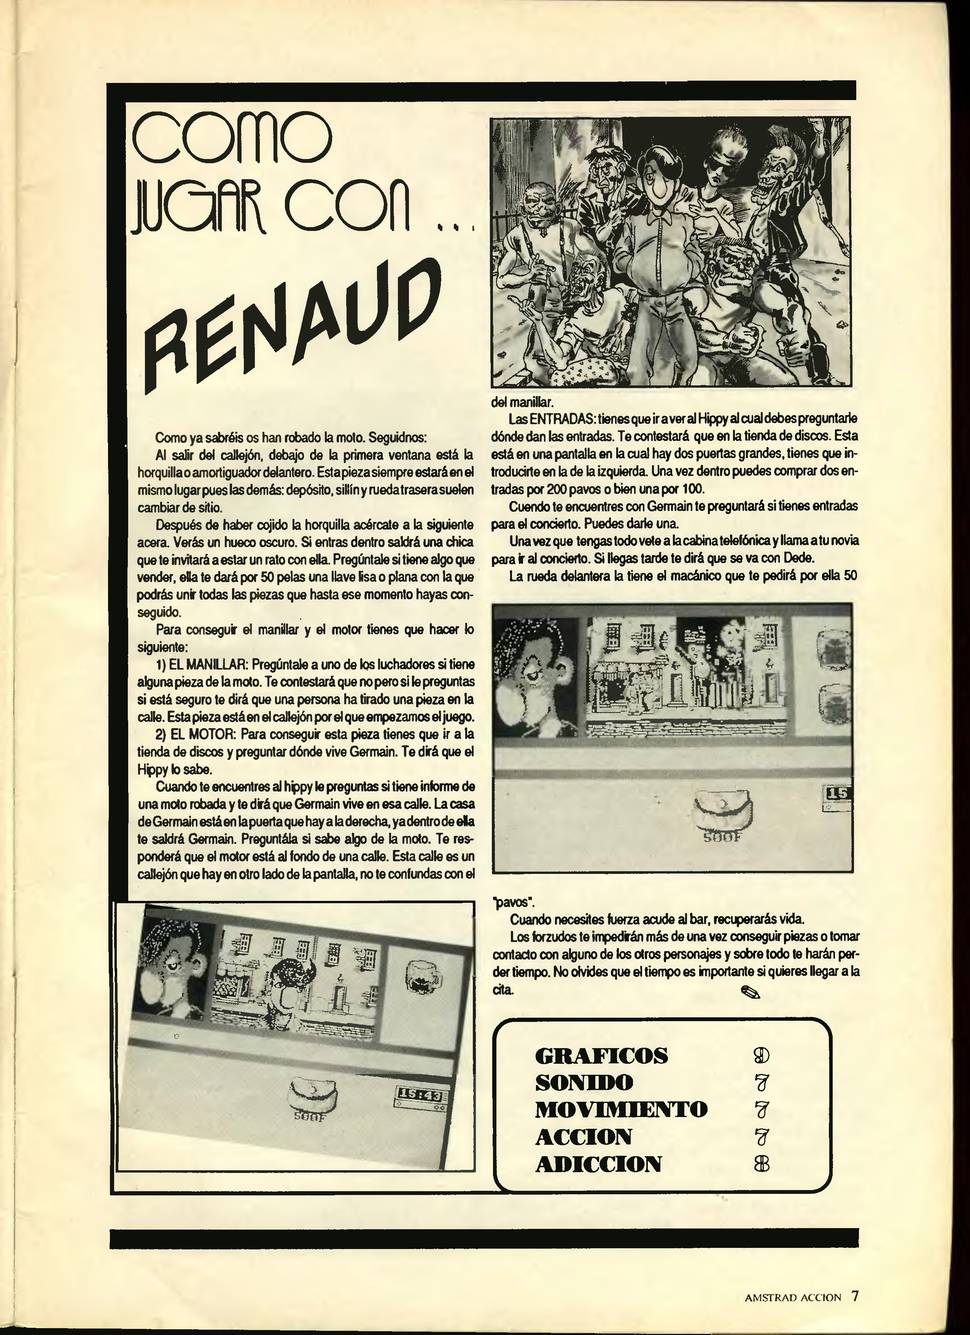 COMO
JUGAR CON ...
RENAUD
Como ya sabréis os han robado la moto. Seguidnos:
Al salir del callejón, debajo de la primera ventana está la
horquilla o amortiguador delantero. Esta pieza siempre estará en el
mismo lugar pues las demás: depósito, sillín y rueda trasera suelen
cambiar de sitio.
Después de haber cojido la horquilla acércate a la siguiente
acera. Verás un hueco oscuro. Si entras dentro saldrá una chica
que te invitará a estar un rato con ella. Pregúntale si tiene algo que
vender, ella te dará por 50 pelas una llave lisa o plana con la que
podrás unir todas las piezas que hasta ese momento hayas con-
seguido.
Para conseguir el manillar y el motor tienes que hacer lo
siguiente:
1) EL MANILLAR: Pregúntale a uno de los luchadores si tiene
alguna pieza de la moto. Te contestará que no pero si le preguntas
si está seguro te dirá que una persona ha tirado una pieza en la
calle. Esta pieza está en el callejón por el que empezamos el juego.
2) EL MOTOR: Para conseguir esta pieza tienes que ir a la
tienda de discos y preguntar dónde vive Germain. Te dirá que el
Hippy lo sabe.
Cuando te encuentres al hippy le preguntas si tiene informe de
una moto robada y te dirá que Germain vive en esa calle. La casa
de Germain está en la puerta que hay a la derecha, ya dentro de ella
te saldrá Germain. Preguntála si sabe algo de la moto. Te res-
ponderá que el motor está al fondo de una calle. Esta calle es un
callejón que hay en otro lado de la pantalla, no te confundas con el
15:43
500F
del manillar.
Las ENTRADAS: tienes que ir a ver al Hippy al cual debes preguntarle
dónde dan las entradas. Te contestará que en la tienda de discos. Esta
está en una pantalla en la cual hay dos puertas grandes, tienes que in-
troducirte en la de la izquierda. Una vez dentro puedes comprar dos en-
tradas por 200 pavos o bien una por 100.
Cuendo te encuentres con Germain te preguntará si tienes entradas
para el concierto. Puedes darle una.
Una vez que tengas todo vete a la cabina telefónica y llama a tu novia
para ir al concierto. Si llegas tarde te dirá que se va con Dede.
La rueda delantera la tiene el macánico que te pedirá por ella 50
15
500F
"pavos".
Cuando necesites fuerza acude al bar, recuperarás vida.
Los forzudos te impedirán más de una vez conseguir piezas o tomar
contacto con alguno de los otros personajes y sobre todo te harán per-
der tiempo. No olvides que el tiempo es importante si quieres llegar a la
cita.
GRAFICOS 9
SONIDO 7
MOVIMIENTO 7
ACCION 7
ADICCION 8
AMSTRAD ACCION 7